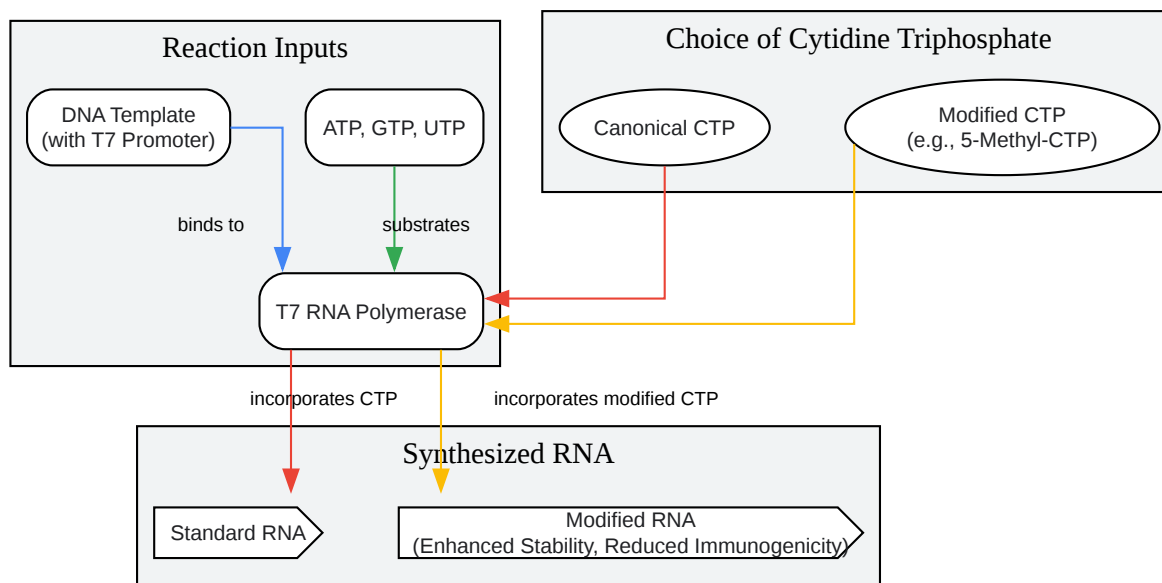 Reaction Inputs
DNA Template
(with T7 Promoter)
ATP, GTP, UTP
binds to
substrates
T7 RNA Polymerase
Choice of Cytidine Triphosphate
Canonical CTP
Modified CTP
(e.g., 5-Methyl-CTP)
incorporates CTP
incorporates modified CTP
Synthesized RNA
Standard RNA
Modified RNA
(Enhanced Stability, Reduced Immunogenicity)